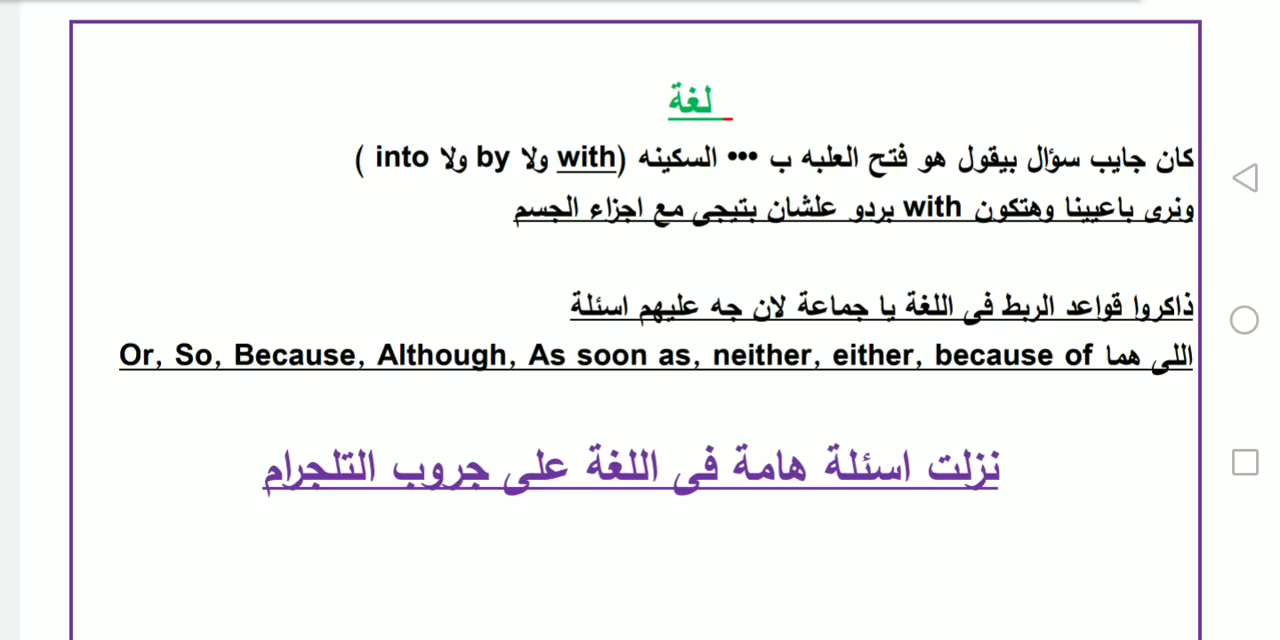 لغة
كان جايب سؤال بيقول هو فتح العلبه ب ••• السكينه (with ولا by ولا into )
ونرى باعيينا وهتكون with بردو علشان بتيجى مع اجزاء الجسم
ذاكروا قواعد الربط فى اللغة يا جماعة لان جه عليهم اسئلة
اللى هما Or, So, Because, Although, As soon as, neither, either, because of
نزلت اسئلة هامة فى اللغة على جروب التلجرام